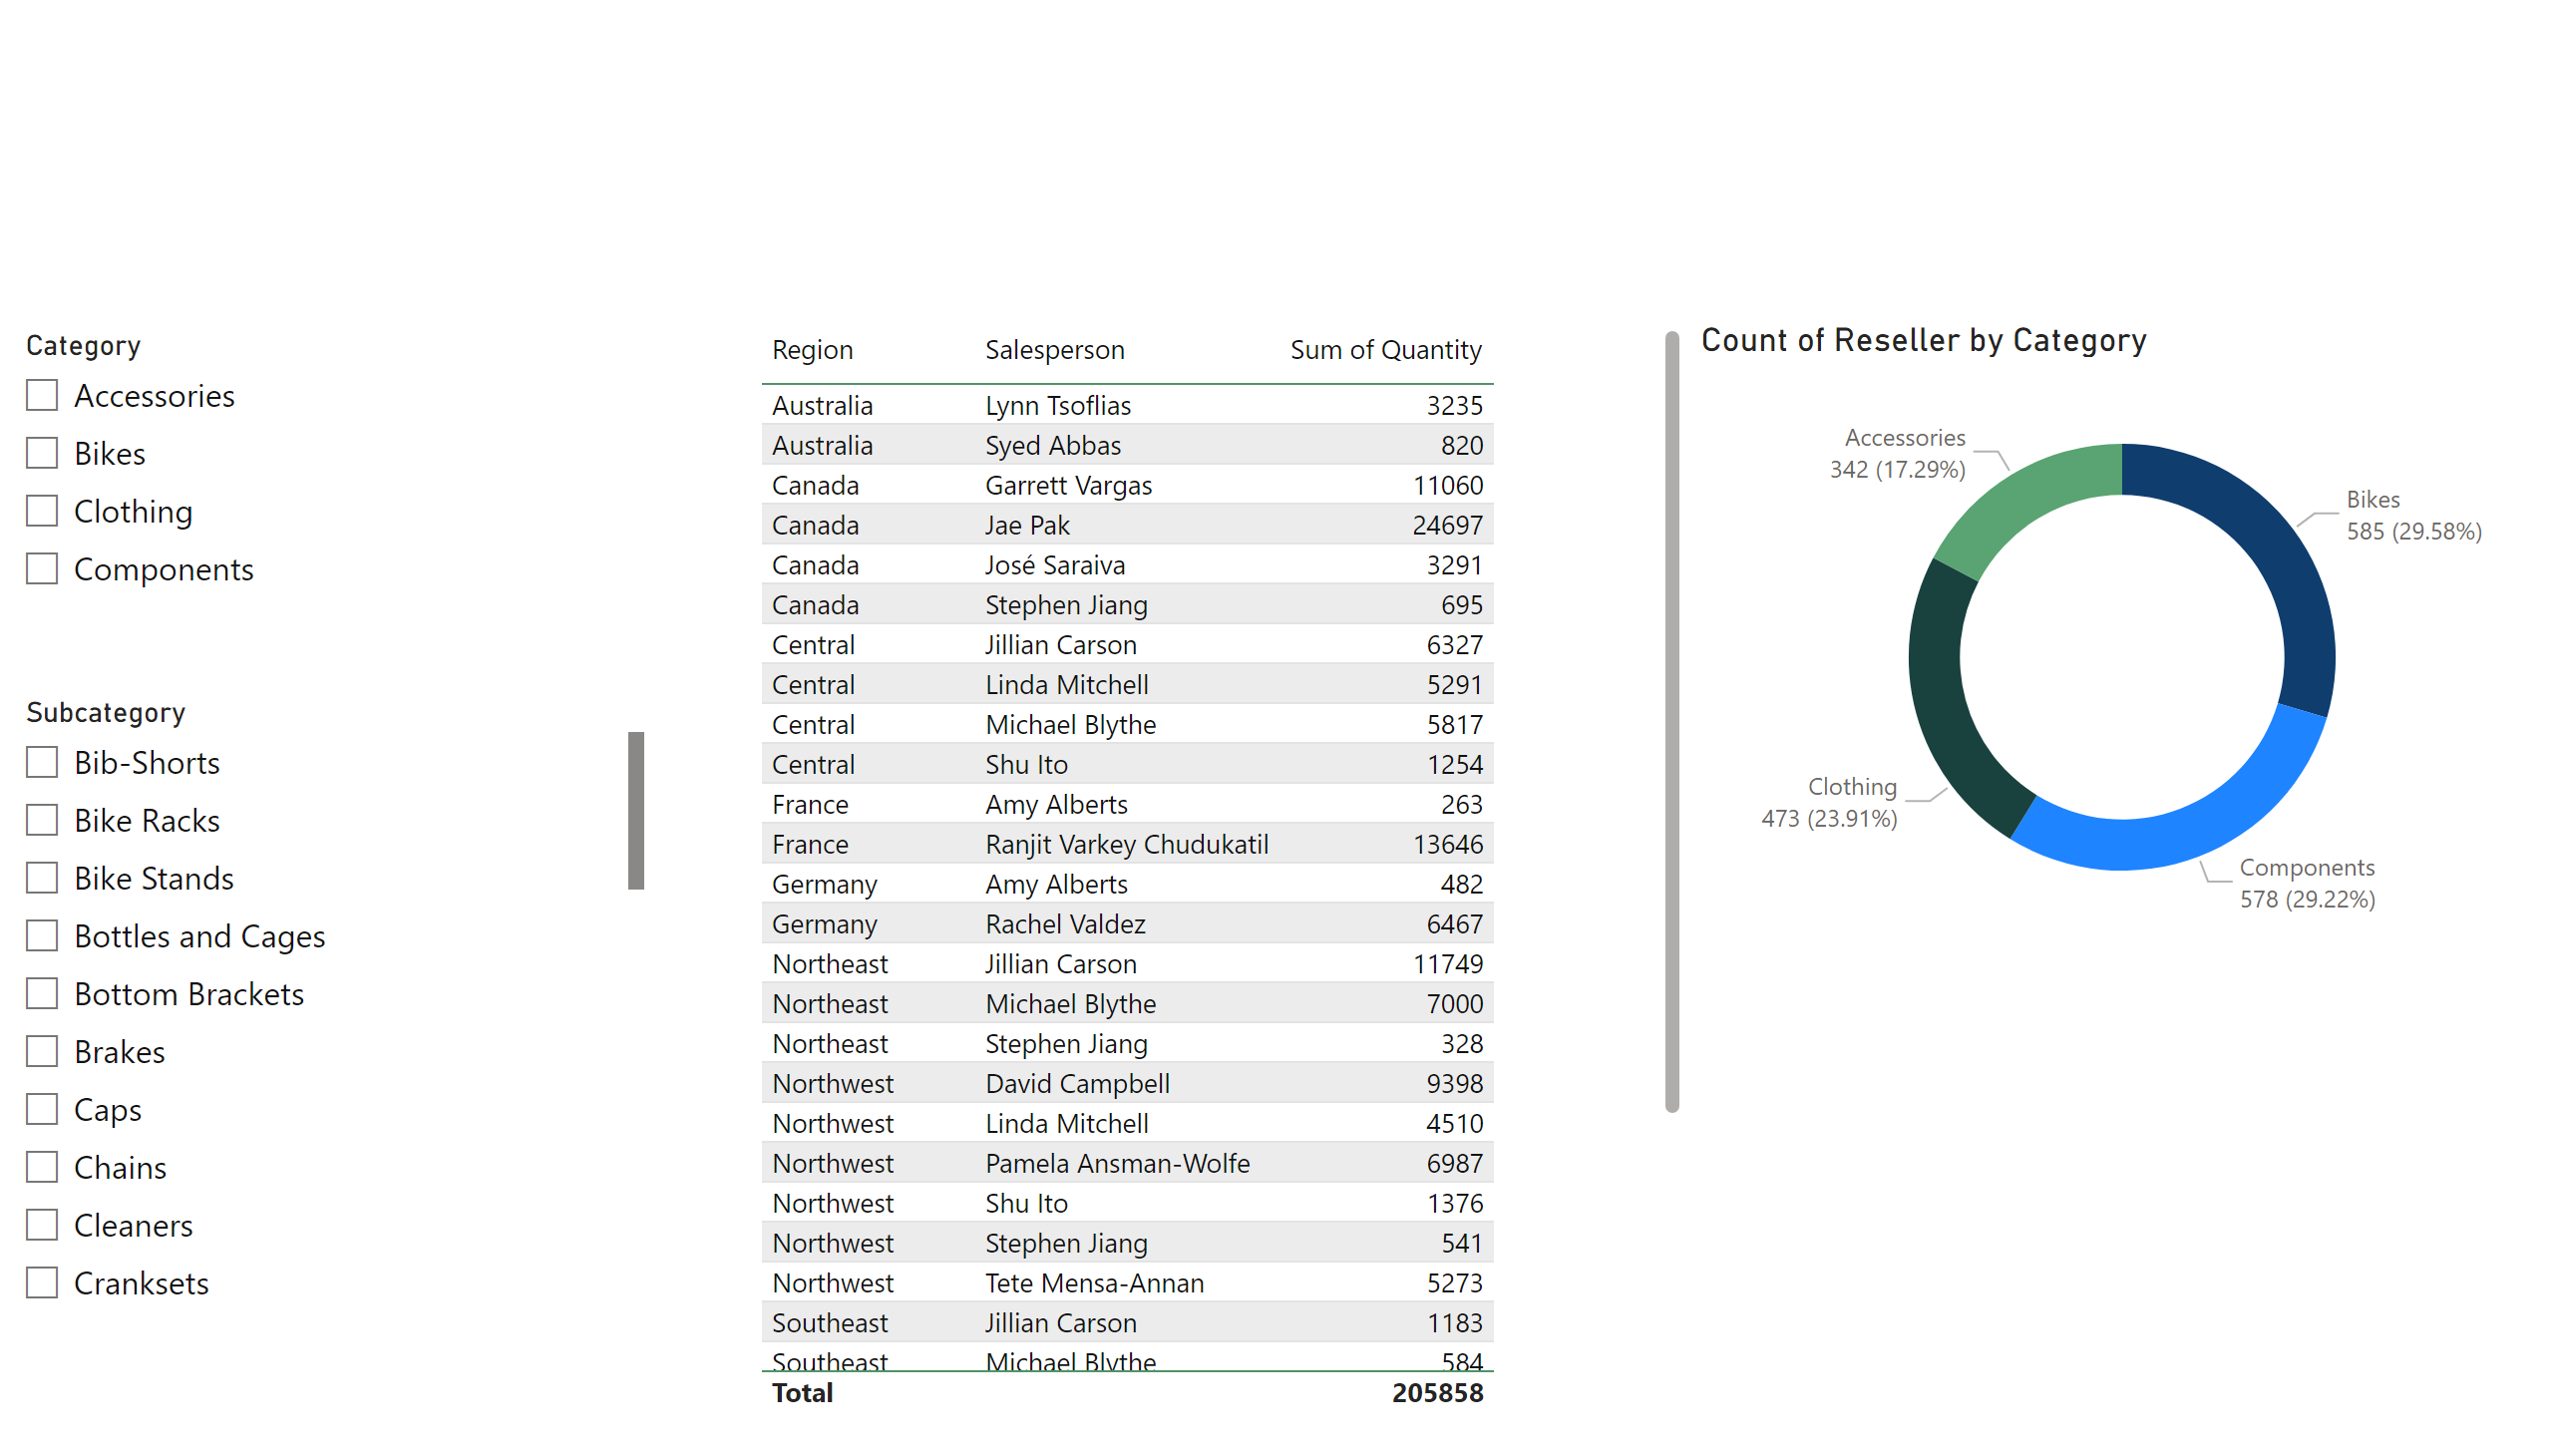 Category
Accessories
Bikes
Clothing
Components
Subcategory
Bib-Shorts
Bike Racks
Bike Stands
Bottles and Cages
Bottom Brackets
Brakes
Caps
Chains
Cleaners
Cranksets
Region Salesperson Sum of Quantity
Australia Lynn Tsoflias 3235
Australia Syed Abbas 820
Canada Garrett Vargas 11060
Canada Jae Pak 24697
Canada José Saraiva 3291
Canada Stephen Jiang 695
Central Jillian Carson 6327
Central Linda Mitchell 5291
Central Michael Blythe 5817
Central Shu Ito 1254
France Amy Alberts 263
France Ranjit Varkey Chudukatil 13646
Germany Amy Alberts 482
Germany Rachel Valdez 6467
Northeast Jillian Carson 11749
Northeast Michael Blythe 7000
Northeast Stephen Jiang 328
Northwest David Campbell 9398
Northwest Linda Mitchell 4510
Northwest Pamela Ansman-Wolfe 6987
Northwest Shu Ito 1376
Northwest Stephen Jiang 541
Northwest Tete Mensa-Annan 5273
Southeast Jillian Carson 1183
Southeast Michael Blythe 584
Total 205858
Count of Reseller by Category
Accessories
342 (17.29%)
Bikes
585 (29.58%)
Clothing
473 (23.91%)
Components
578 (29.22%)